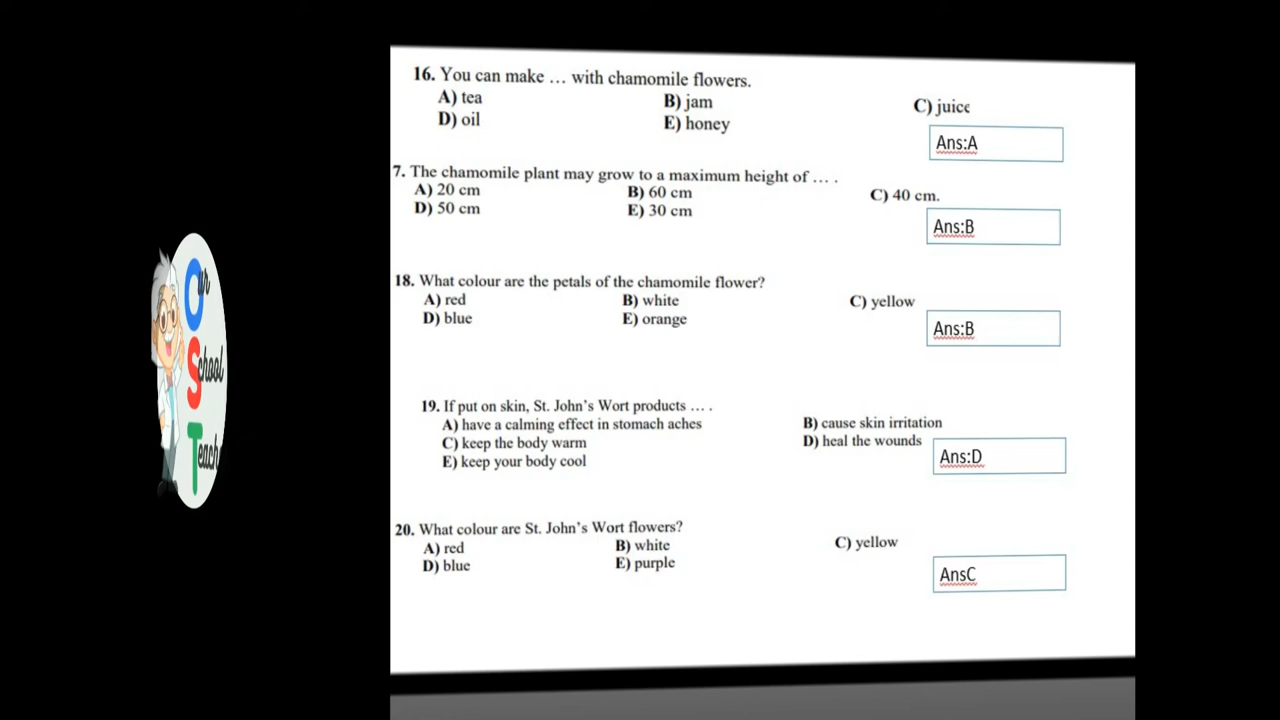 Our
School
Teach
16. You can make … with chamomile flowers.
A) tea B) jam C) juice
D) oil E) honey
Ans:A
7. The chamomile plant may grow to a maximum height of … .
A) 20 cm B) 60 cm C) 40 cm.
D) 50 cm E) 30 cm
Ans:B
18. What colour are the petals of the chamomile flower?
A) red B) white C) yellow
D) blue E) orange
Ans:B
19. If put on skin, St. John’s Wort products … .
A) have a calming effect in stomach aches B) cause skin irritation
C) keep the body warm D) heal the wounds
E) keep your body cool
Ans:D
20. What colour are St. John’s Wort flowers?
A) red B) white C) yellow
D) blue E) purple
AnsC